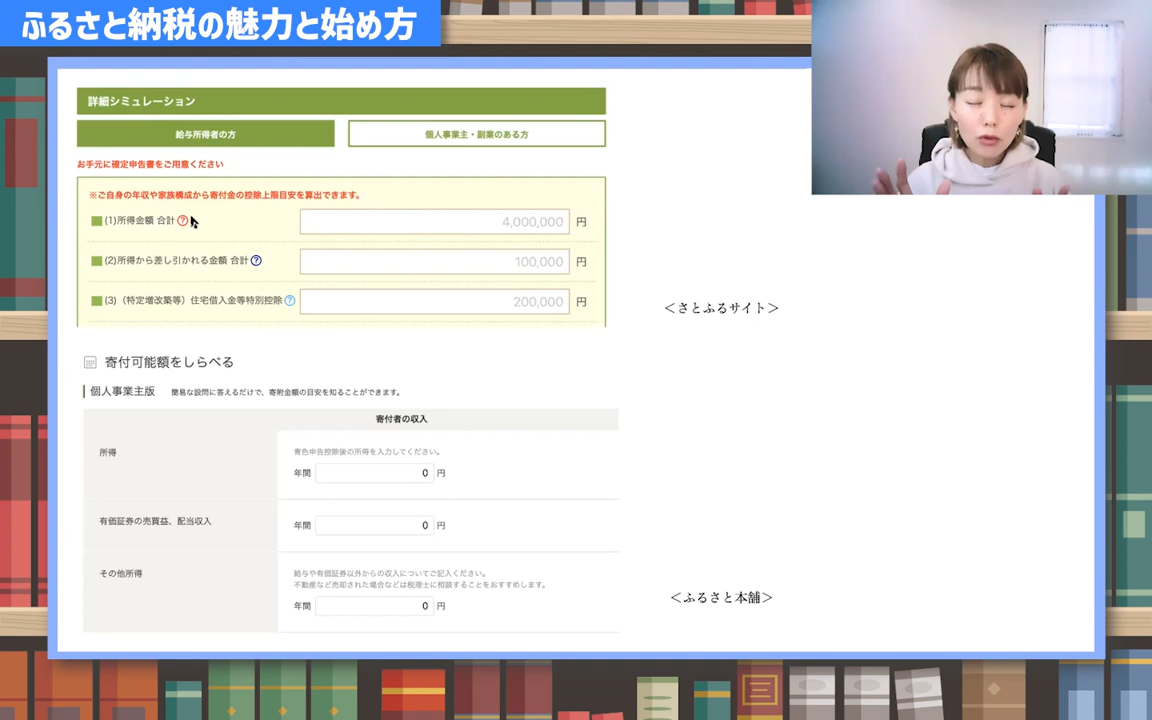 ふるさと納税の魅力と始め方
詳細シミュレーション
給与所得者の方
個人事業主・副業のある方
お手元に確定申告書をご用意ください
※ご自身の年収や家族構成から寄付金の控除上限目安を算出できます。
(1)所得金額 合計 ?
4,000,000 円
(2)所得から差し引かれる金額 合計 ?
100,000 円
(3)（特定増改築等）住宅借入金等特別控除 ?
200,000 円
＜さとふるサイト＞
寄付可能額をしらべる
個人事業主版 簡易な設問に答えるだけで、寄附金額の目安を知ることができます。
寄付者の収入
所得
青色申告控除後の所得を入力してください。
年間 0 円
有価証券の売買益、配当収入
年間 0 円
その他所得
給与や有価証券以外からの収入についてご記入ください。
不動産など売却された場合などは税理士に相談することをおすすめします。
年間 0 円
＜ふるさと本舗＞